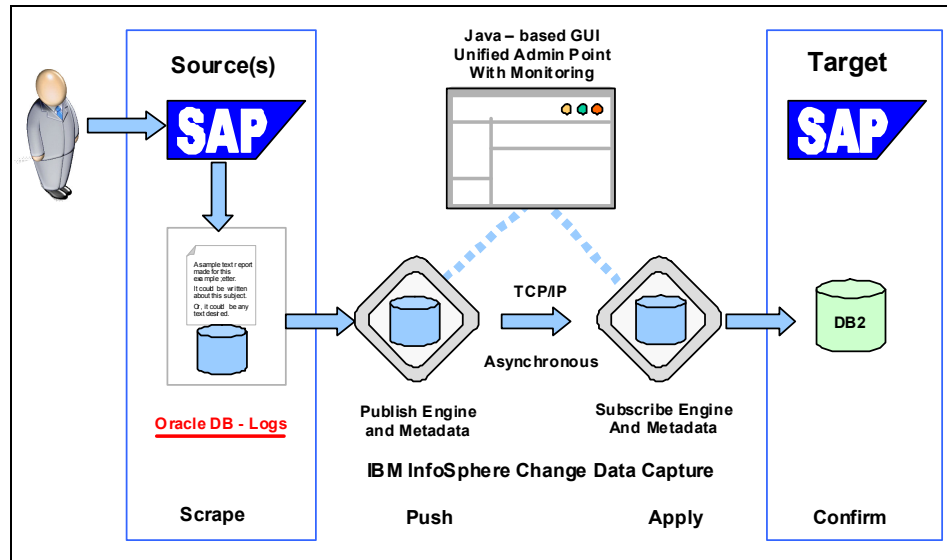 Java – based GUI
Unified Admin Point
With Monitoring
Source(s)
Target
SAP
SAP
A sample text report
made for this
example ;etter.
It could be written
about this subject.
Or, it could be any
text desired.
TCP/IP
DB2
Asynchronous
Oracle DB - Logs
Publish Engine
and Metadata
Subscribe Engine
And Metadata
IBM InfoSphere Change Data Capture
Scrape
Push
Apply
Confirm